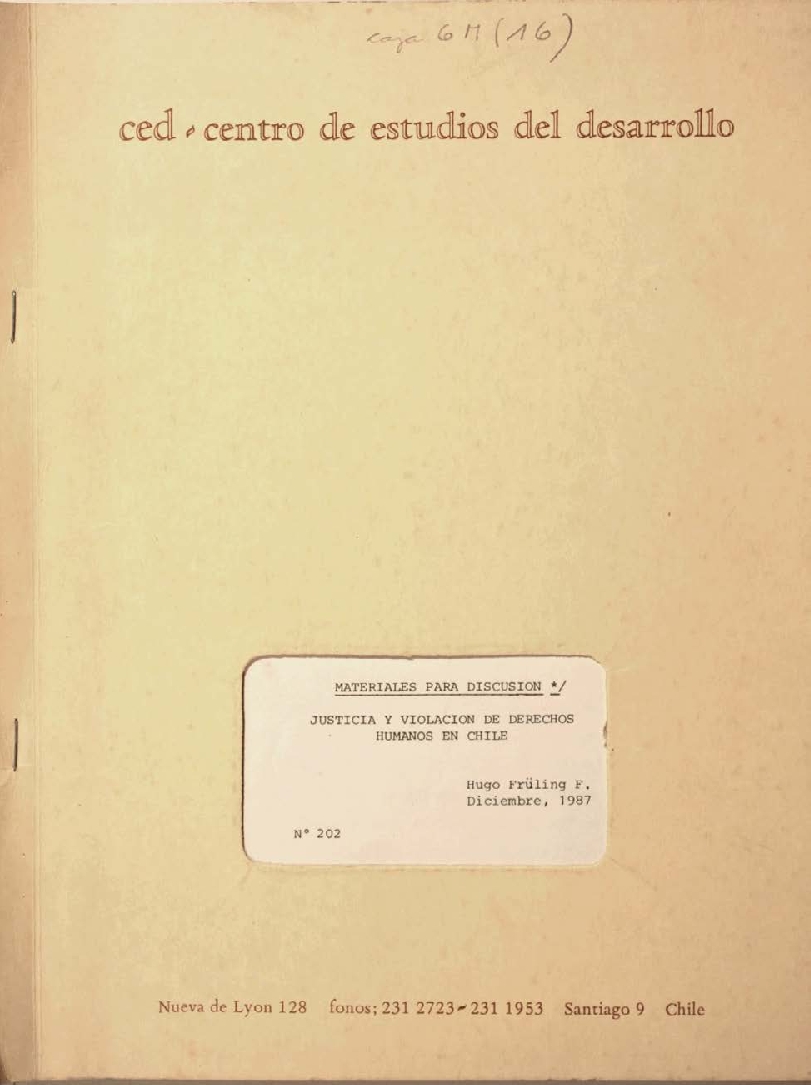 caja 6 M (16)
ced • centro de estudios del desarrollo
MATERIALES PARA DISCUSION */
JUSTICIA Y VIOLACION DE DERECHOS
HUMANOS EN CHILE
Hugo Früling F.
Diciembre, 1987
N° 202
Nueva de Lyon 128 fonos; 231 2723 - 231 1953 Santiago 9 Chile